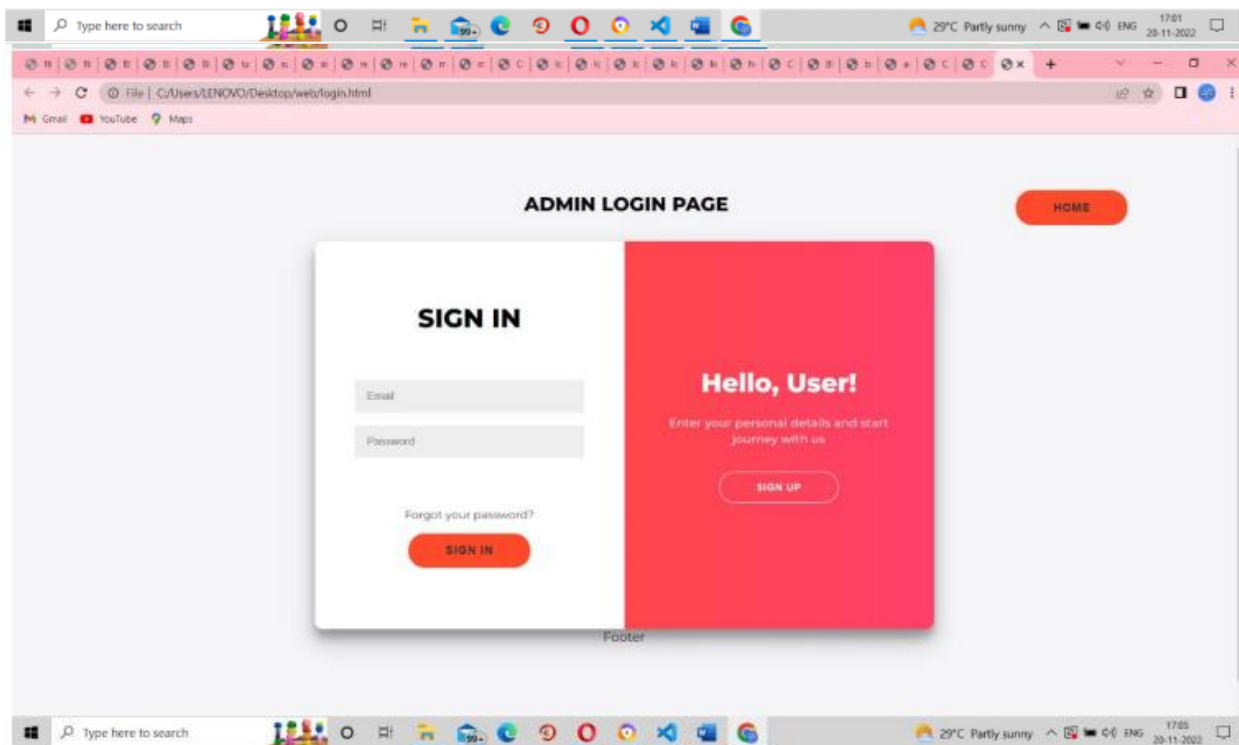 Type here to search
99+
29°C Partly sunny
ENG
17:01
20-11-2022
File | C:/Users/LENOVO/Desktop/web/login.html
Gmail
YouTube
Maps
ADMIN LOGIN PAGE
HOME
SIGN IN
Email
Password
Forgot your password?
SIGN IN
Hello, User!
Enter your personal details and start
journey with us
SIGN UP
Footer
Type here to search
99+
29°C Partly sunny
ENG
17:05
20-11-2022